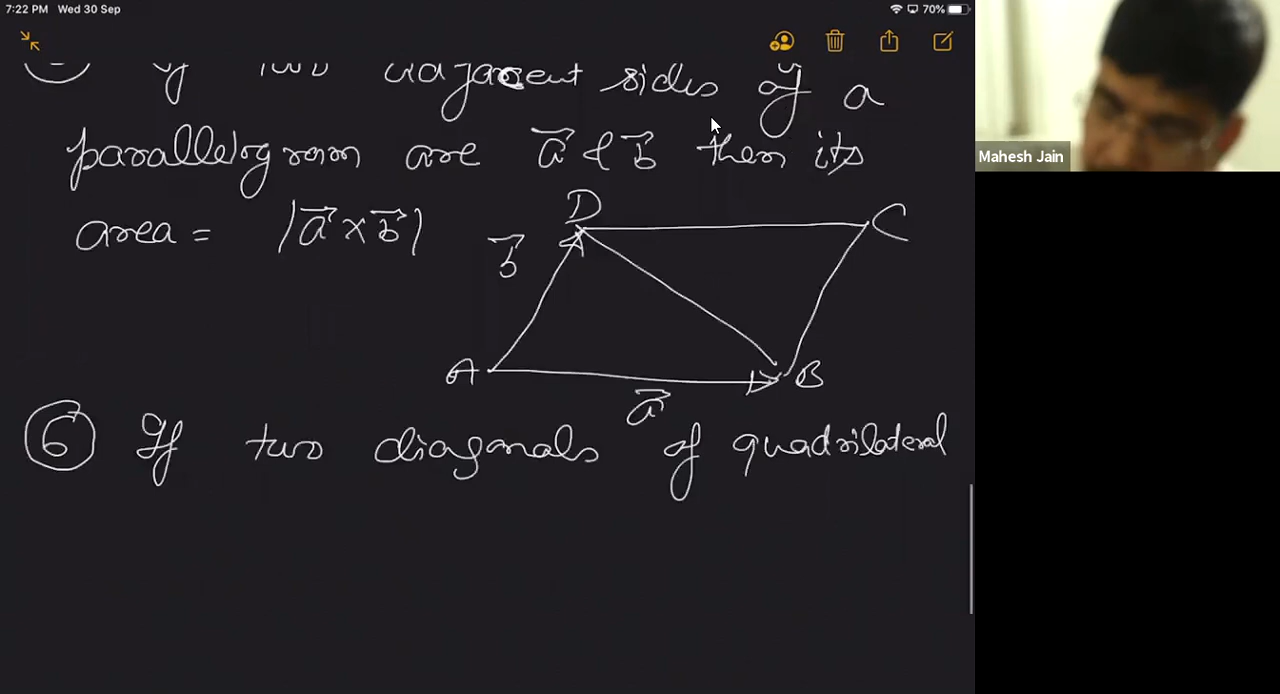 7:22 PM Wed 30 Sep
70%
If two adjacent sides of a
Mahesh Jain
parallelogram are a⃗ & b⃗ then its
area = |a⃗ × b⃗|
D
C
b⃗
A
B
a⃗
6 If two diagonals of quadrilateral